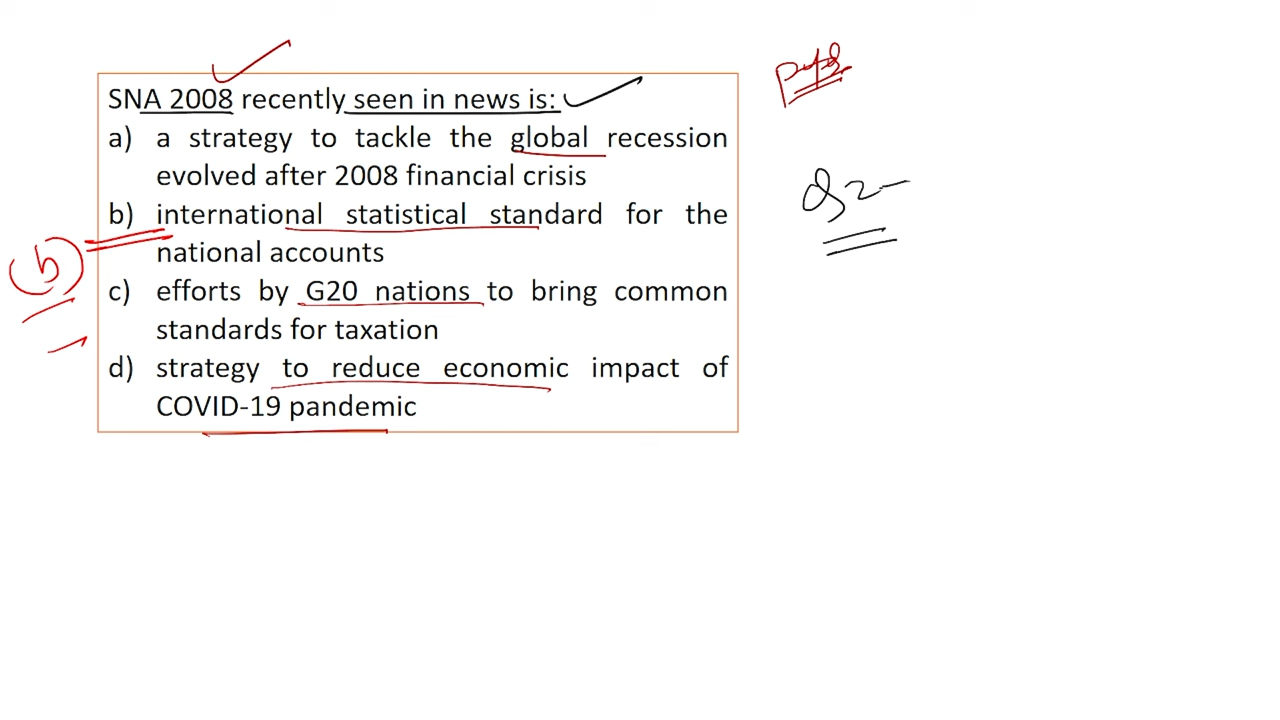 SNA 2008 recently seen in news is:
a) a strategy to tackle the global recession
evolved after 2008 financial crisis
b) international statistical standard for the
national accounts
c) efforts by G20 nations to bring common
standards for taxation
d) strategy to reduce economic impact of
COVID-19 pandemic
b